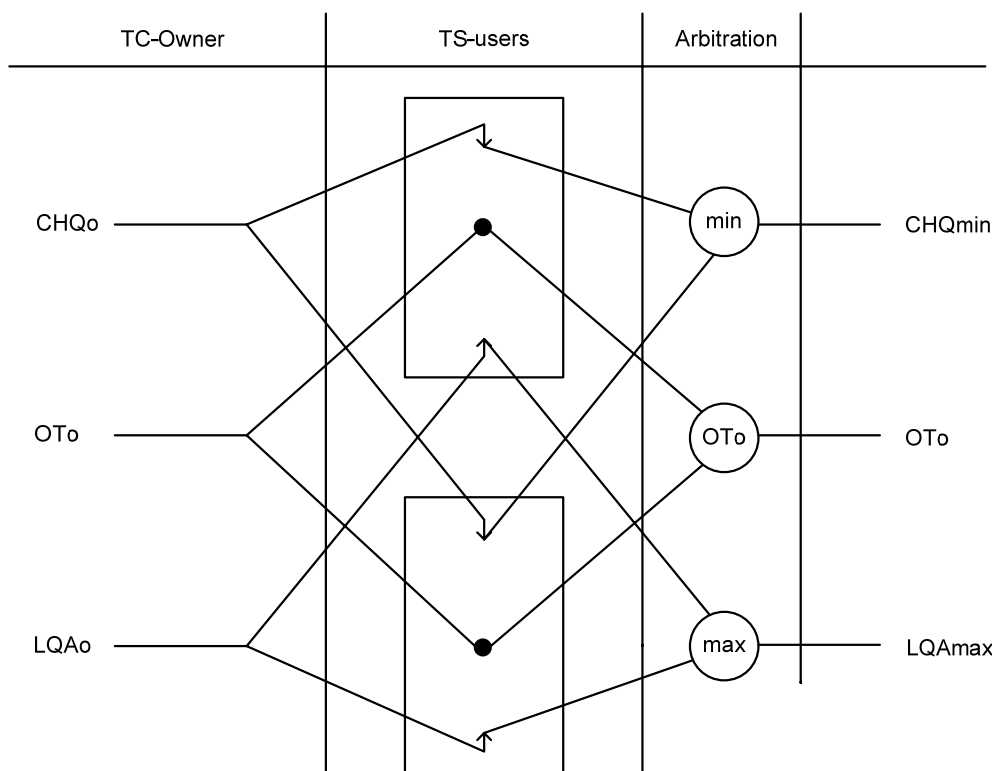 TC-Owner TS-users Arbitration
CHQo min CHQmin
OTo OTo OTo
LQAo max LQAmax